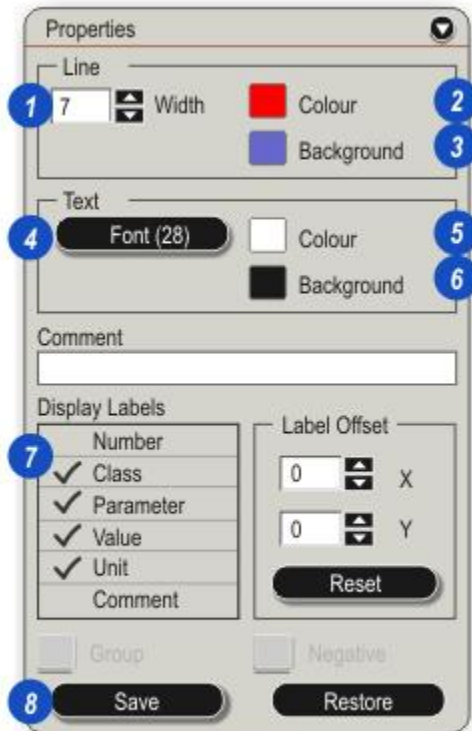 Properties
Line
1 7 Width Colour 2
Background 3
Text
4 Font (28) Colour 5
Background 6
Comment
Display Labels
Label Offset
7 Number
Class
Parameter
Value
Unit
Comment
0 X
0 Y
Reset
Group Negative
8 Save Restore